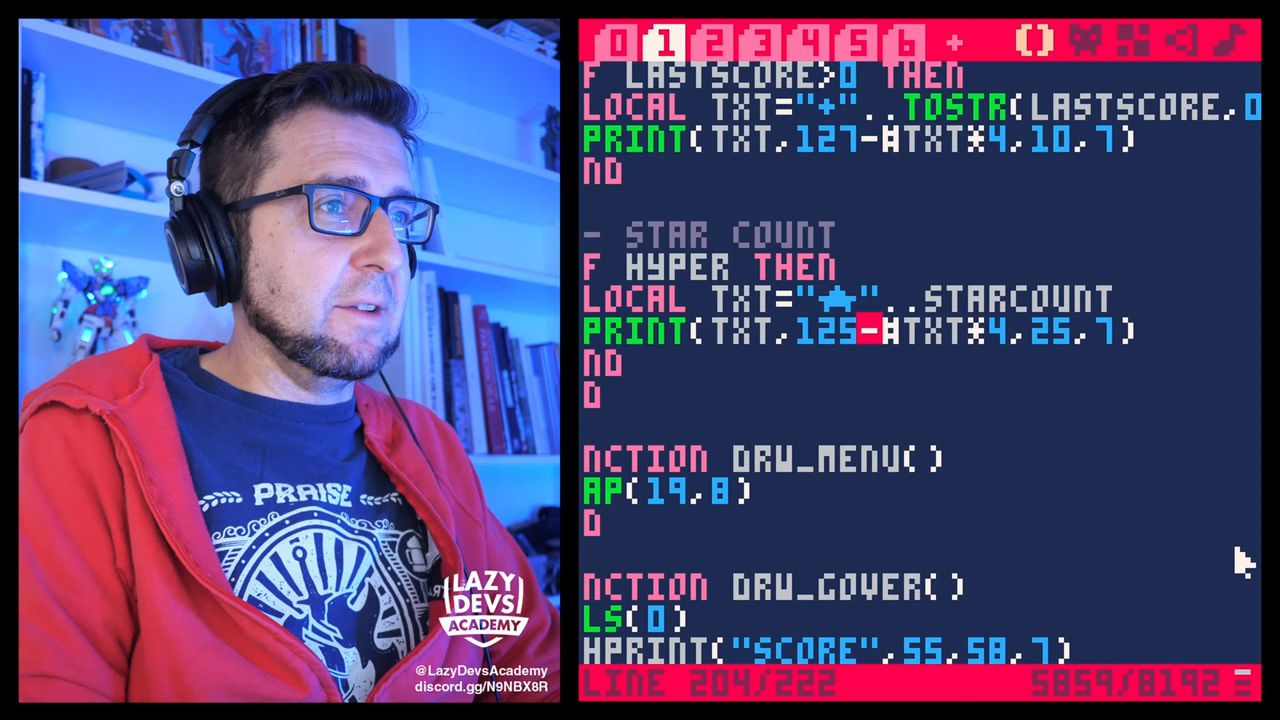 PRAISE
LAZY
DEVS
ACADEMY
@LazyDevsAcademy
discord.gg/N9NBX8R
0 1 2 3 4 5 6 +
F LASTSCORE>0 THEN
LOCAL TXT="+"..TOSTR(LASTSCORE,0
PRINT(TXT,127-#TXT*4,10,7)
ND
- STAR COUNT
F HYPER THEN
LOCAL TXT="★"..STARCOUNT
PRINT(TXT,125-#TXT*4,25,7)
ND
D
NCTION DRW_MENU()
AP(19,8)
D
NCTION DRW_GOVER()
LS(0)
HPRINT("SCORE",55,58,7)
LINE 204/222
5859/8192